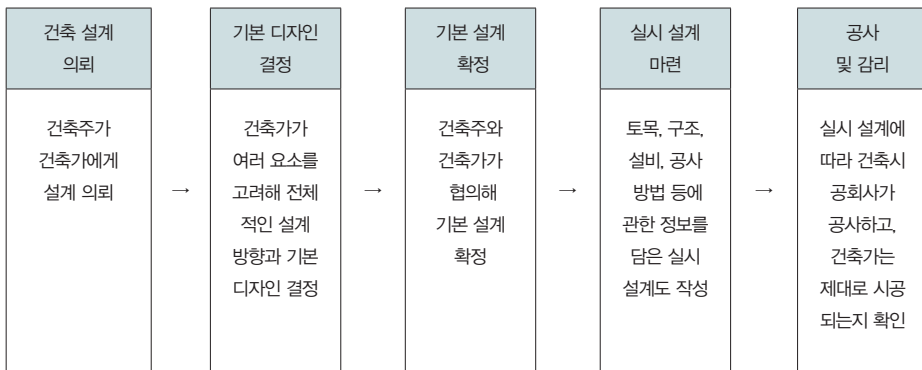 건축 설계
의뢰
건축주가
건축가에게
설계 의뢰
→
기본 디자인
결정
건축가가
여러 요소를
고려해 전체
적인 설계
방향과 기본
디자인 결정
→
기본 설계
확정
건축주와
건축가가
협의해
기본 설계
확정
→
실시 설계
마련
토목, 구조,
설비, 공사
방법 등에
관한 정보를
담은 실시
설계도 작성
→
공사
및 감리
실시 설계에
따라 건축시
공회사가
공사하고,
건축가는
제대로 시공
되는지 확인